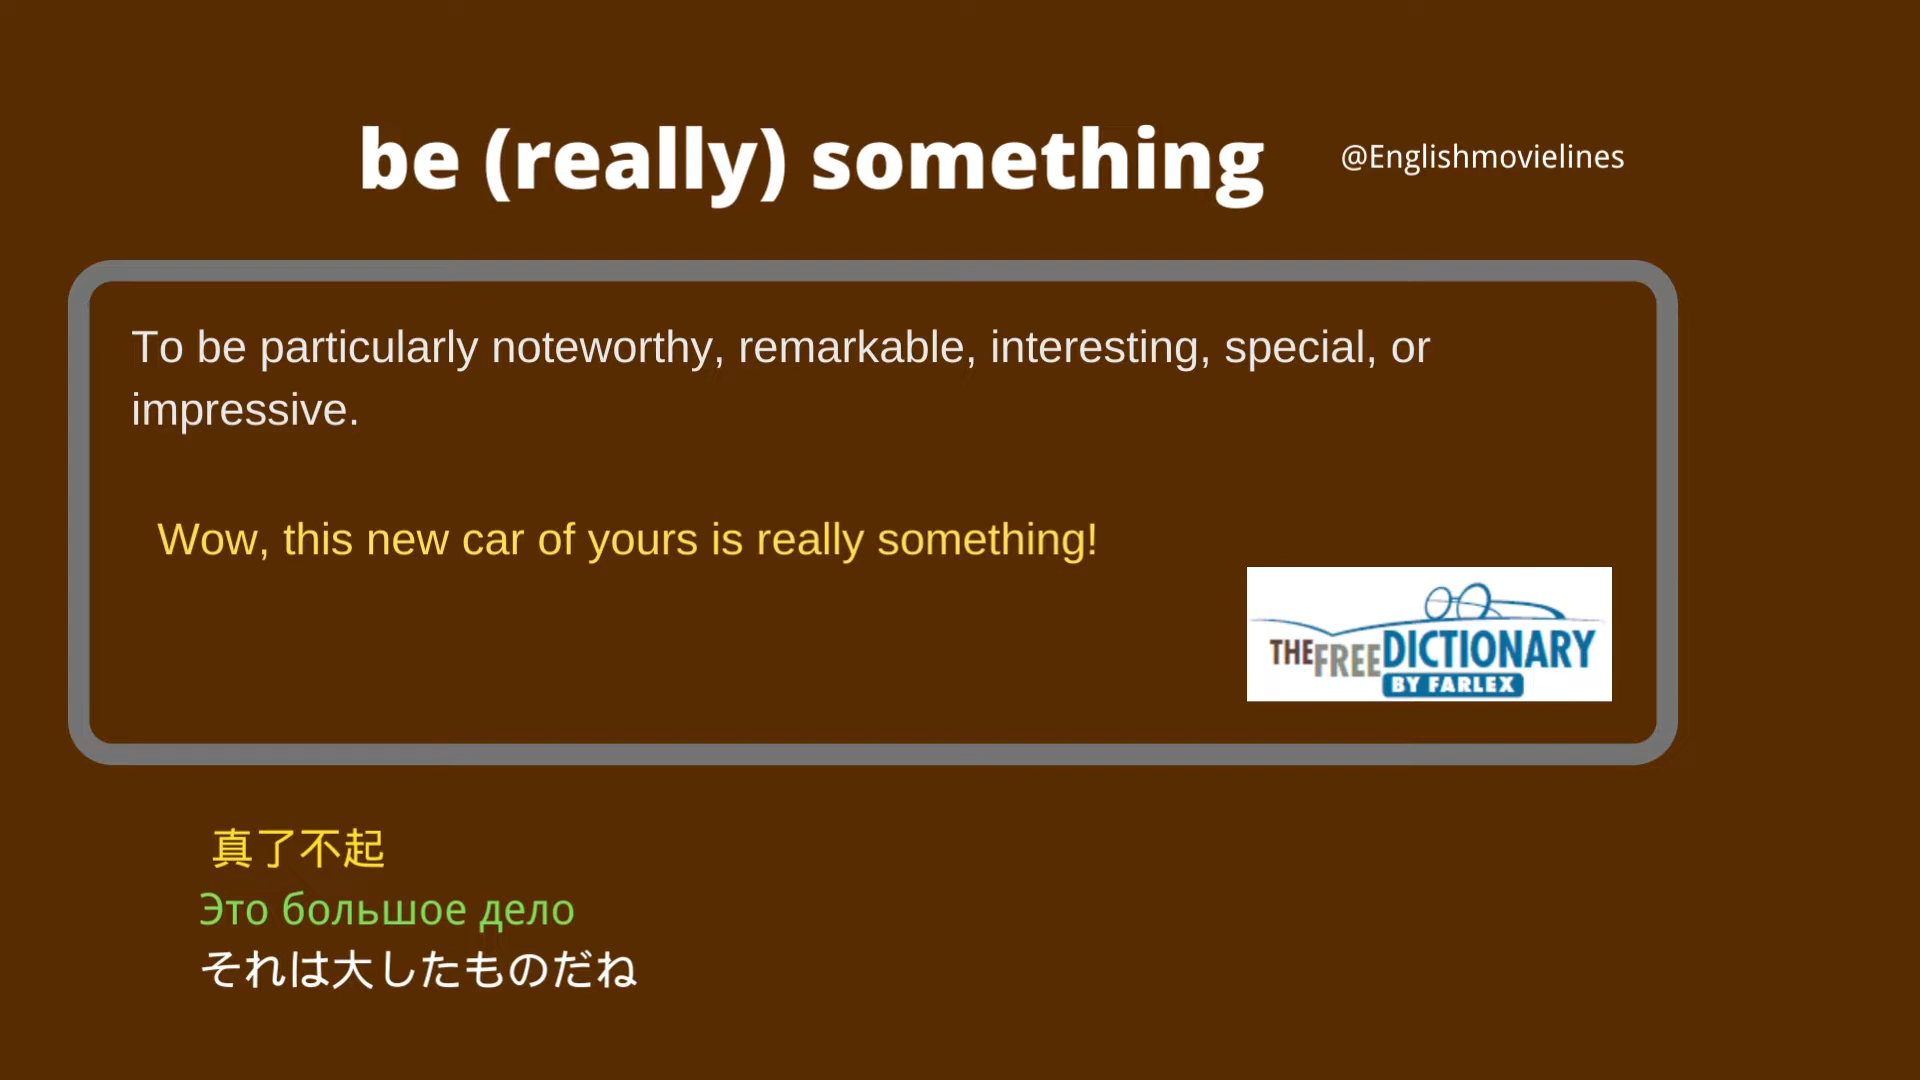 be (really) something
@Englishmovielines
To be particularly noteworthy, remarkable, interesting, special, or
impressive.
Wow, this new car of yours is really something!
THE FREE DICTIONARY
BY FARLEX
真了不起
Это большое дело
それは大したものだね